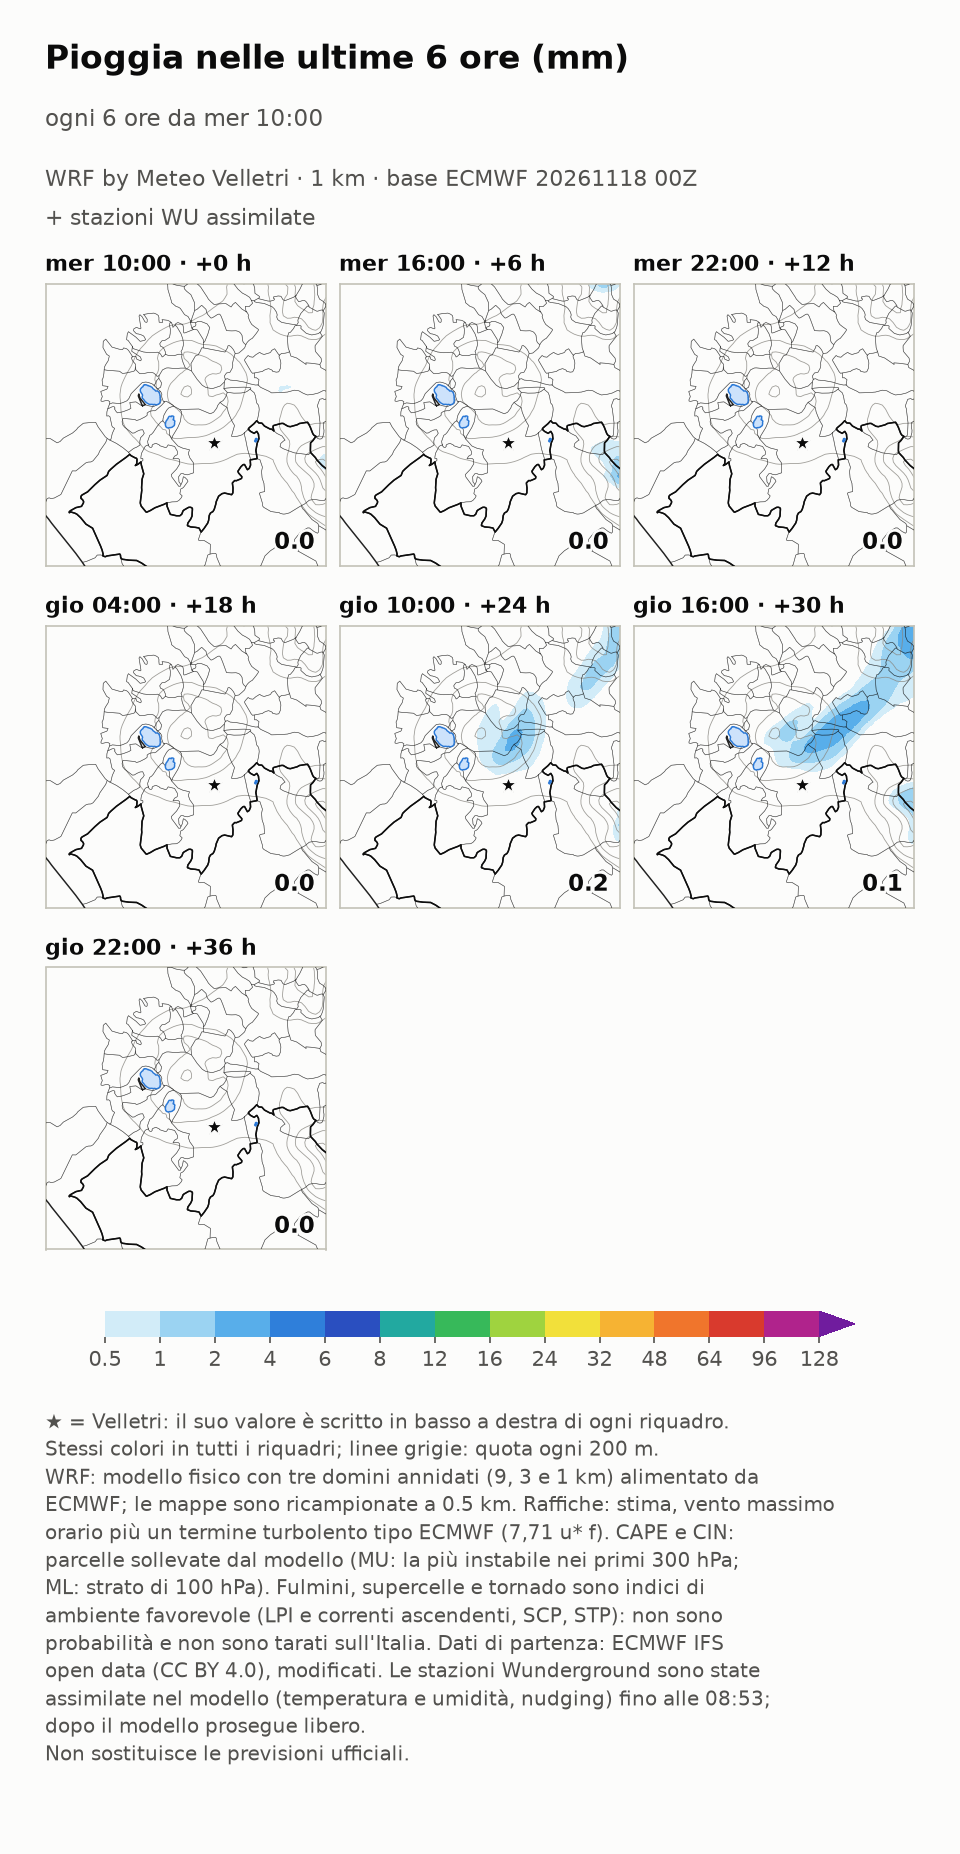 Pioggia nelle ultime 6 ore (mm)
ogni 6 ore da mer 10:00
WRF by Meteo Velletri · 1 km · base ECMWF 20261118 00Z
+ stazioni WU assimilate
mer 10:00 · +0 h
mer 16:00 · +6 h
mer 22:00 · +12 h
0.0
0.0
0.0
gio 04:00 · +18 h
gio 10:00 · +24 h
gio 16:00 · +30 h
0.0
0.2
0.1
gio 22:00 · +36 h
0.0
0.5 1 2 4 6 8 12 16 24 32 48 64 96 128
★ = Velletri: il suo valore è scritto in basso a destra di ogni riquadro.
Stessi colori in tutti i riquadri; linee grigie: quota ogni 200 m.
WRF: modello fisico con tre domini annidati (9, 3 e 1 km) alimentato da
ECMWF; le mappe sono ricampionate a 0.5 km. Raffiche: stima, vento massimo
orario più un termine turbolento tipo ECMWF (7,71 u* f). CAPE e CIN:
parcelle sollevate dal modello (MU: la più instabile nei primi 300 hPa;
ML: strato di 100 hPa). Fulmini, supercelle e tornado sono indici di
ambiente favorevole (LPI e correnti ascendenti, SCP, STP): non sono
probabilità e non sono tarati sull'Italia. Dati di partenza: ECMWF IFS
open data (CC BY 4.0), modificati. Le stazioni Wunderground sono state
assimilate nel modello (temperatura e umidità, nudging) fino alle 08:53;
dopo il modello prosegue libero.
Non sostituisce le previsioni ufficiali.